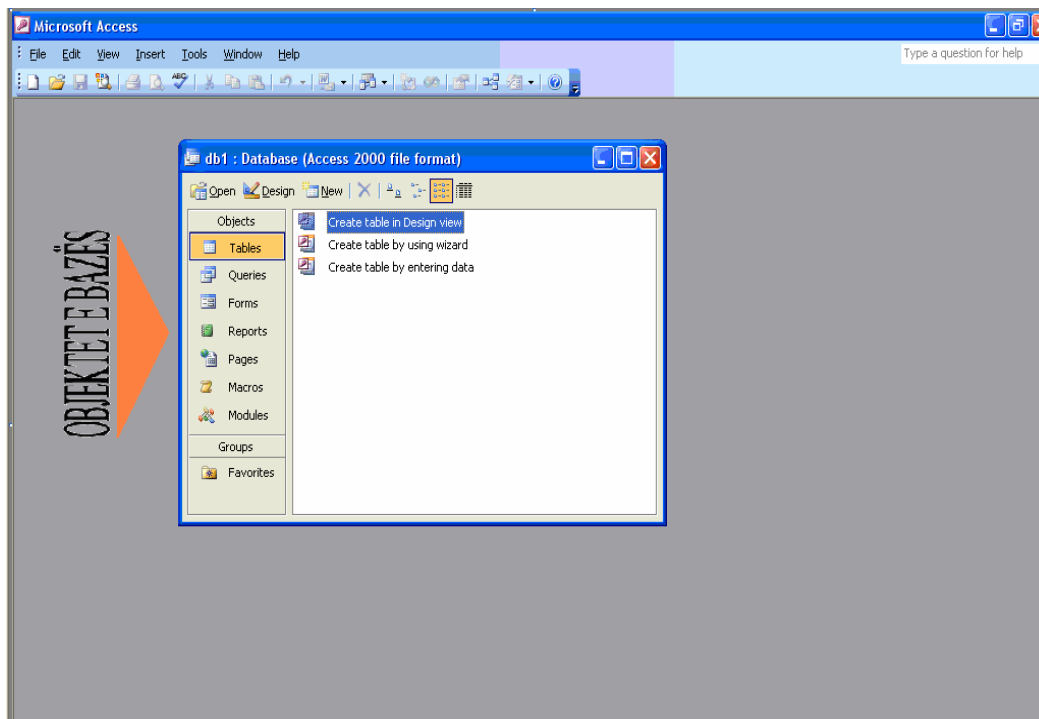 Microsoft Access
File Edit View Insert Tools Window Help
Type a question for help
db1 : Database (Access 2000 file format)
Open Design New
Objects
Tables
Queries
Forms
Reports
Pages
Macros
Modules
Groups
Favorites
Create table in Design view
Create table by using wizard
Create table by entering data
OBJEKTET E BAZËS